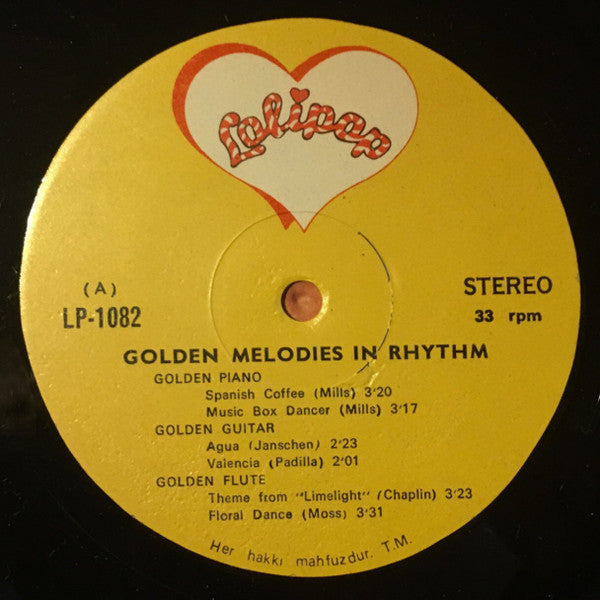 Lolipop
(A)
LP-1082
STEREO
33 rpm
GOLDEN MELODIES IN RHYTHM
GOLDEN PIANO
Spanish Coffee (Mills) 3'20
Music Box Dancer (Mills) 3'17
GOLDEN GUITAR
Agua (Janschen) 2'23
Valencia (Padilla) 2'01
GOLDEN FLUTE
Theme from "Limelight" (Chaplin) 3'23
Floral Dance (Moss) 3'31
Her hakkı mahfuzdur. T.M.